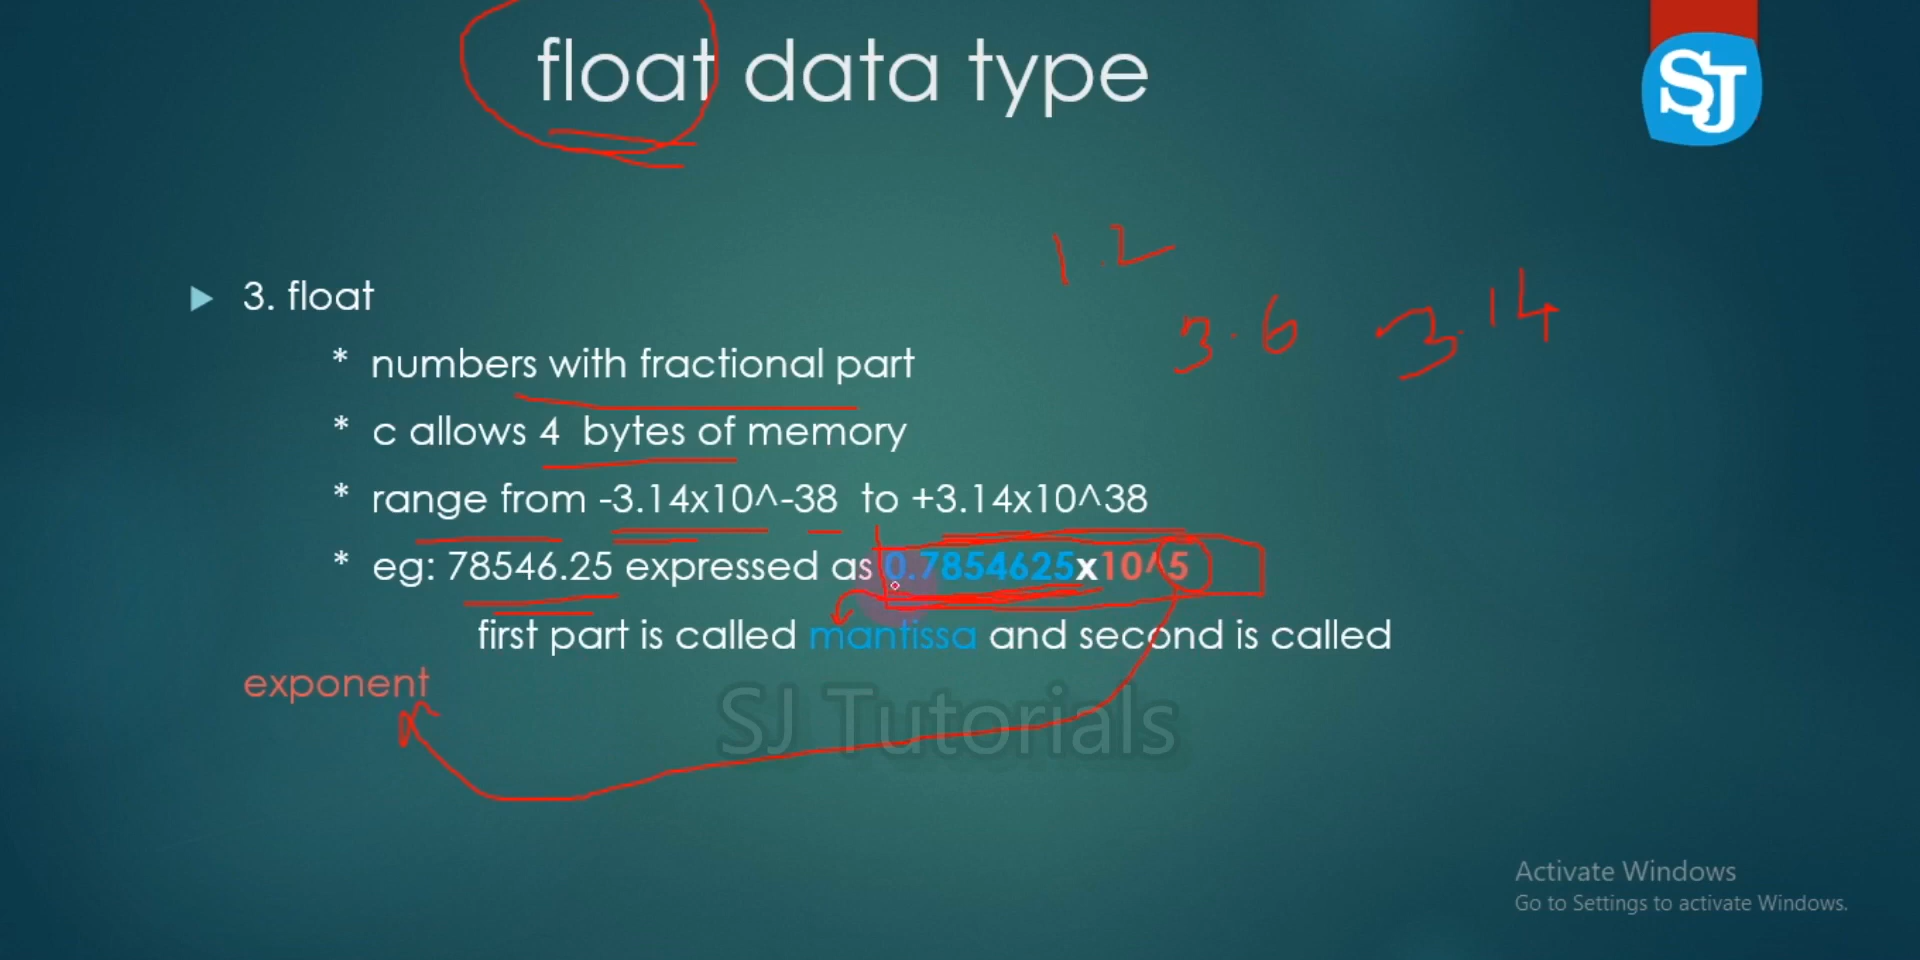 float data type
SJ
1.2
3. float
3.6 3.14
* numbers with fractional part
* c allows 4 bytes of memory
* range from -3.14x10^-38 to +3.14x10^38
* eg: 78546.25 expressed as 0.7854625x10^5
first part is called mantissa and second is called
exponent
SJ Tutorials
Activate Windows
Go to Settings to activate Windows.